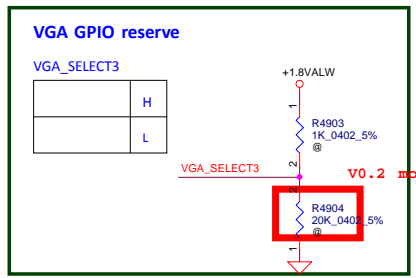 VGA GPIO reserve
VGA_SELECT3
H
L
+1.8VALW
1
R4903
1K_0402_5%
@
2
VGA_SELECT3
V0.2 mo
2
R4904
20K_0402_5%
@
1